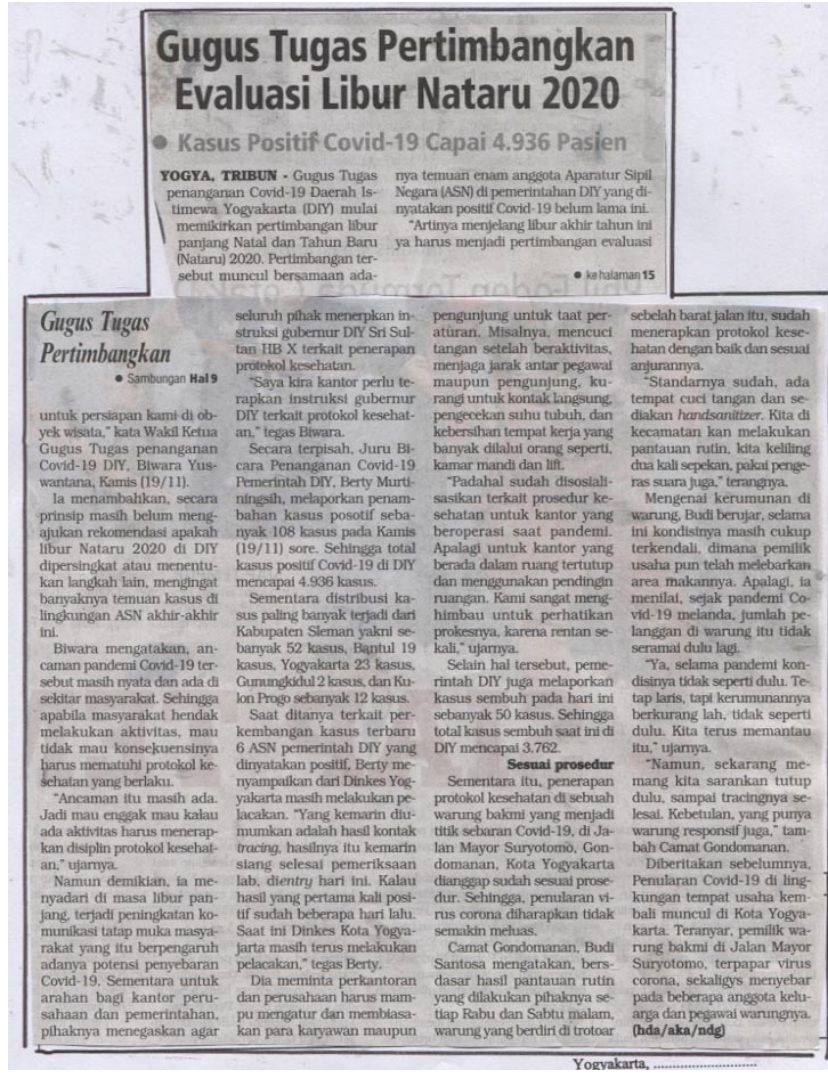 Gugus Tugas Pertimbangkan
Evaluasi Libur Nataru 2020
● Kasus Positif Covid-19 Capai 4.936 Pasien
YOGYA, TRIBUN - Gugus Tugas
penanganan Covid-19 Daerah Is-
timewa Yogyakarta (DIY) mulai
memikirkan pertimbangan libur
panjang Natal dan Tahun Baru
(Nataru) 2020. Pertimbangan ter-
sebut muncul bersamaan ada-
nya temuan enam anggota Aparatur Sipil
Negara (ASN) di pemerintahan DIY yang di-
nyatakan positif Covid-19 belum lama ini.
"Artinya menjelang libur akhir tahun ini
ya harus menjadi pertimbangan evaluasi
● ke halaman 15
Gugus Tugas
Pertimbangkan
● Sambungan Hal 9
untuk persiapan kami di ob-
yek wisata," kata Wakil Ketua
Gugus Tugas penanganan
Covid-19 DIY, Biwara Yus-
wantana, Kamis (19/11).
Ia menambahkan, secara
prinsip masih belum meng-
ajukan rekomendasi apakah
libur Nataru 2020 di DIY
dipersingkat atau menentu-
kan langkah lain, mengingat
banyaknya temuan kasus di
lingkungan ASN akhir-akhir
ini.
Biwara mengatakan, an-
caman pandemi Covid-19 ter-
sebut masih nyata dan ada di
sekitar masyarakat. Sehingga
apabila masyarakat hendak
melakukan aktivitas, mau
tidak mau konsekuensinya
harus mematuhi protokol ke-
sehatan yang berlaku.
"Ancaman itu masih ada.
Jadi mau enggak mau kalau
ada aktivitas harus menerap-
kan disiplin protokol kesehat-
an," ujarnya.
Namun demikian, ia me-
nyadari di masa libur pan-
jang, terjadi peningkatan ko-
munikasi tatap muka masya-
rakat yang itu berpengaruh
adanya potensi penyebaran
Covid-19. Sementara untuk
arahan bagi kantor peru-
sahaan dan pemerintahan,
pihaknya menegaskan agar
seluruh pihak menerpkan in-
struksi gubernur DIY Sri Sul-
tan HB X terkait penerapan
protokol kesehatan.
"Saya kira kantor perlu te-
rapkan instruksi gubernur
DIY terkait protokol kesehat-
an," tegas Biwara.
Secara terpisah, Juru Bi-
cara Penanganan Covid-19
Pemerintah DIY, Berty Murti-
ningsih, melaporkan penam-
bahan kasus posotif seba-
nyak 108 kasus pada Kamis
(19/11) sore. Sehingga total
kasus positif Covid-19 di DIY
mencapai 4.936 kasus.
Sementara distribusi ka-
sus paling banyak terjadi dari
Kabupaten Sleman yakni se-
banyak 52 kasus, Bantul 19
kasus, Yogyakarta 23 kasus,
Gunungkidul 2 kasus, dan Ku-
lon Progo sebanyak 12 kasus.
Saat ditanya terkait per-
kembangan kasus terbaru
6 ASN pemerintah DIY yang
dinyatakan positif, Berty me-
nyampaikan dari Dinkes Yog-
yakarta masih melakukan pe-
lacakan. "Yang kemarin diu-
mumkan adalah hasil kontak
tracing, hasilnya itu kemarin
siang selesai pemeriksaan
lab, dientry hari ini. Kalau
hasil yang pertama kali posi-
tif sudah beberapa hari lalu.
Saat ini Dinkes Kota Yogya-
jarta masih terus melakukan
pelacakan," tegas Berty.
Dia meminta perkantoran
dan perusahaan harus mam-
pu mengatur dan membiasa-
kan para karyawan maupun
pengunjung untuk taat per-
aturan. Misalnya, mencuci
tangan setelah beraktivitas,
menjaga jarak antar pegawai
maupun pengunjung, ku-
rangi untuk kontak langsung,
pengecekan suhu tubuh, dan
kebersihan tempat kerja yang
banyak dilalui orang seperti,
kamar mandi dan lift.
"Padahal sudah disosiali-
sasikan terkait prosedur ke-
sehatan untuk kantor yang
beroperasi saat pandemi.
Apalagi untuk kantor yang
berada dalam ruang tertutup
dan menggunakan pendingin
ruangan. Kami sangat meng-
himbau untuk perhatikan
prokesnya, karena rentan se-
kali," ujarnya.
Selain hal tersebut, peme-
rintah DIY juga melaporkan
kasus sembuh pada hari ini
sebanyak 50 kasus. Sehingga
total kasus sembuh saat ini di
DIY mencapai 3.762.
Sesuai prosedur
Sementara itu, penerapan
protokol kesehatan di sebuah
warung bakmi yang menjadi
titik sebaran Covid-19, di Ja-
lan Mayor Suryotomo, Gon-
domanan, Kota Yogyakarta
dianggap sudah sesuai prose-
dur. Sehingga, penularan vi-
rus corona diharapkan tidak
semakin meluas.
Camat Gondomanan, Budi
Santosa mengatakan, bers-
dasar hasil pantauan rutin
yang dilakukan pihaknya se-
tiap Rabu dan Sabtu malam,
warung yang berdiri di trotoar
sebelah barat jalan itu, sudah
menerapkan protokol kese-
hatan dengan baik dan sesuai
anjurannya.
"Standarnya sudah, ada
tempat cuci tangan dan se-
diakan handsanitizer. Kita di
kecamatan kan melakukan
pantauan rutin, kita keliling
dua kali sepekan, pakai penge-
ras suara juga," terangnya.
Mengenai kerumunan di
warung, Budi berujar, selama
ini kondisinya masih cukup
terkendali, dimana pemilik
usaha pun telah melebarkan
area makannya. Apalagi, ia
menilai, sejak pandemi Co-
vid-19 melanda, jumlah pe-
langgan di warung itu tidak
seramai dulu lagi.
"Ya, selama pandemi kon-
disinya tidak seperti dulu. Te-
tap laris, tapi kerumunannya
berkurang lah, tidak seperti
dulu. Kita terus memantau
itu," ujarnya.
"Namun, sekarang me-
mang kita sarankan tutup
dulu, sampai tracingnya se-
lesai. Kebetulan, yang punya
warung responsif juga," tam-
bah Camat Gondomanan.
Diberitakan sebelumnya,
Penularan Covid-19 di ling-
kungan tempat usaha kem-
bali muncul di Kota Yogya-
karta. Teranyar, pemilik wa-
rung bakmi di Jalan Mayor
Suryotomo, terpapar virus
corona, sekaligys menyebar
pada beberapa anggota kelu-
arga dan pegawai warungnya.
(hda/aka/ndg)
Yogyakarta, ............................